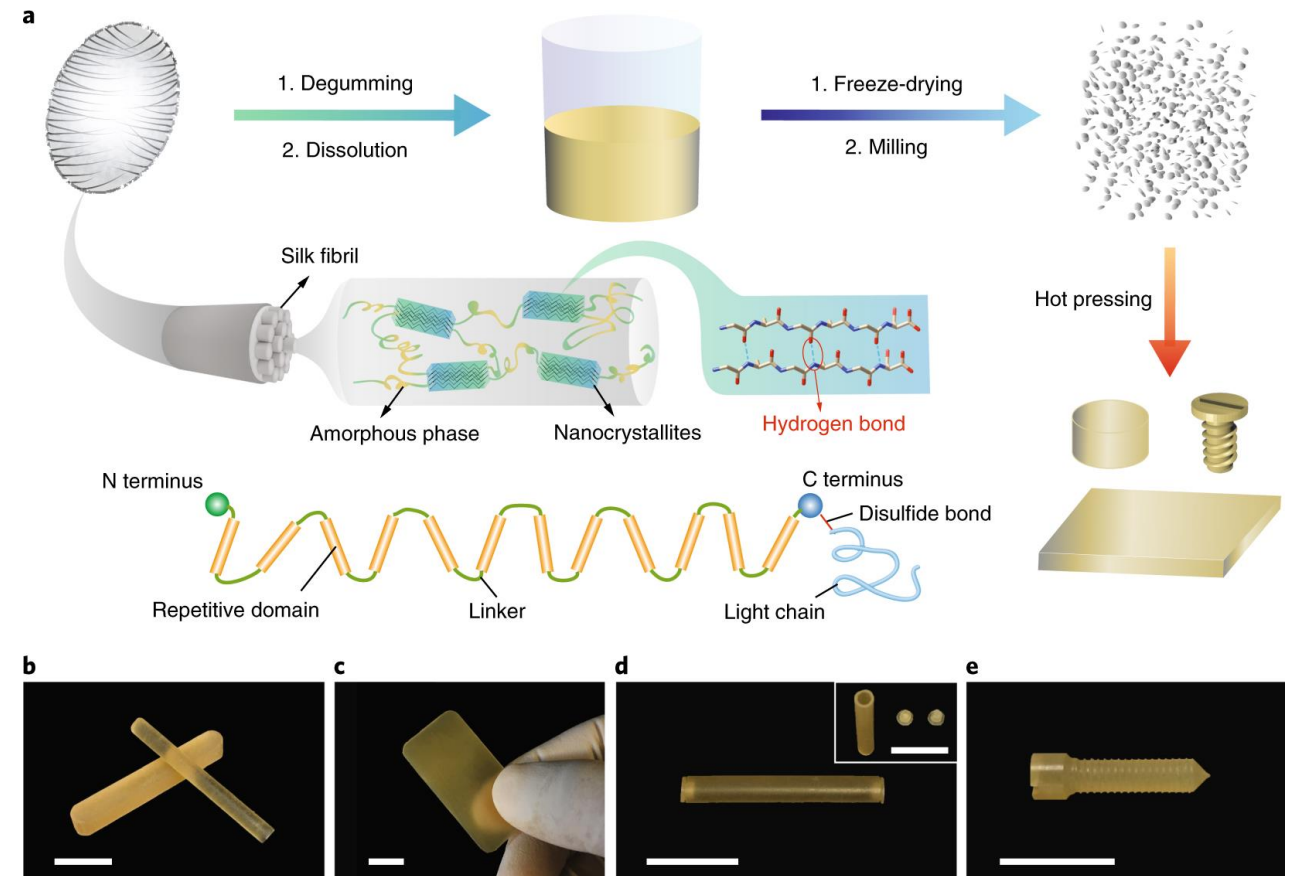 a
1. Degumming
2. Dissolution
1. Freeze-drying
2. Milling
Silk fibril
Hot pressing
Amorphous phase
Nanocrystallites
Hydrogen bond
N terminus
C terminus
Disulfide bond
Repetitive domain
Linker
Light chain
b
c
d
e